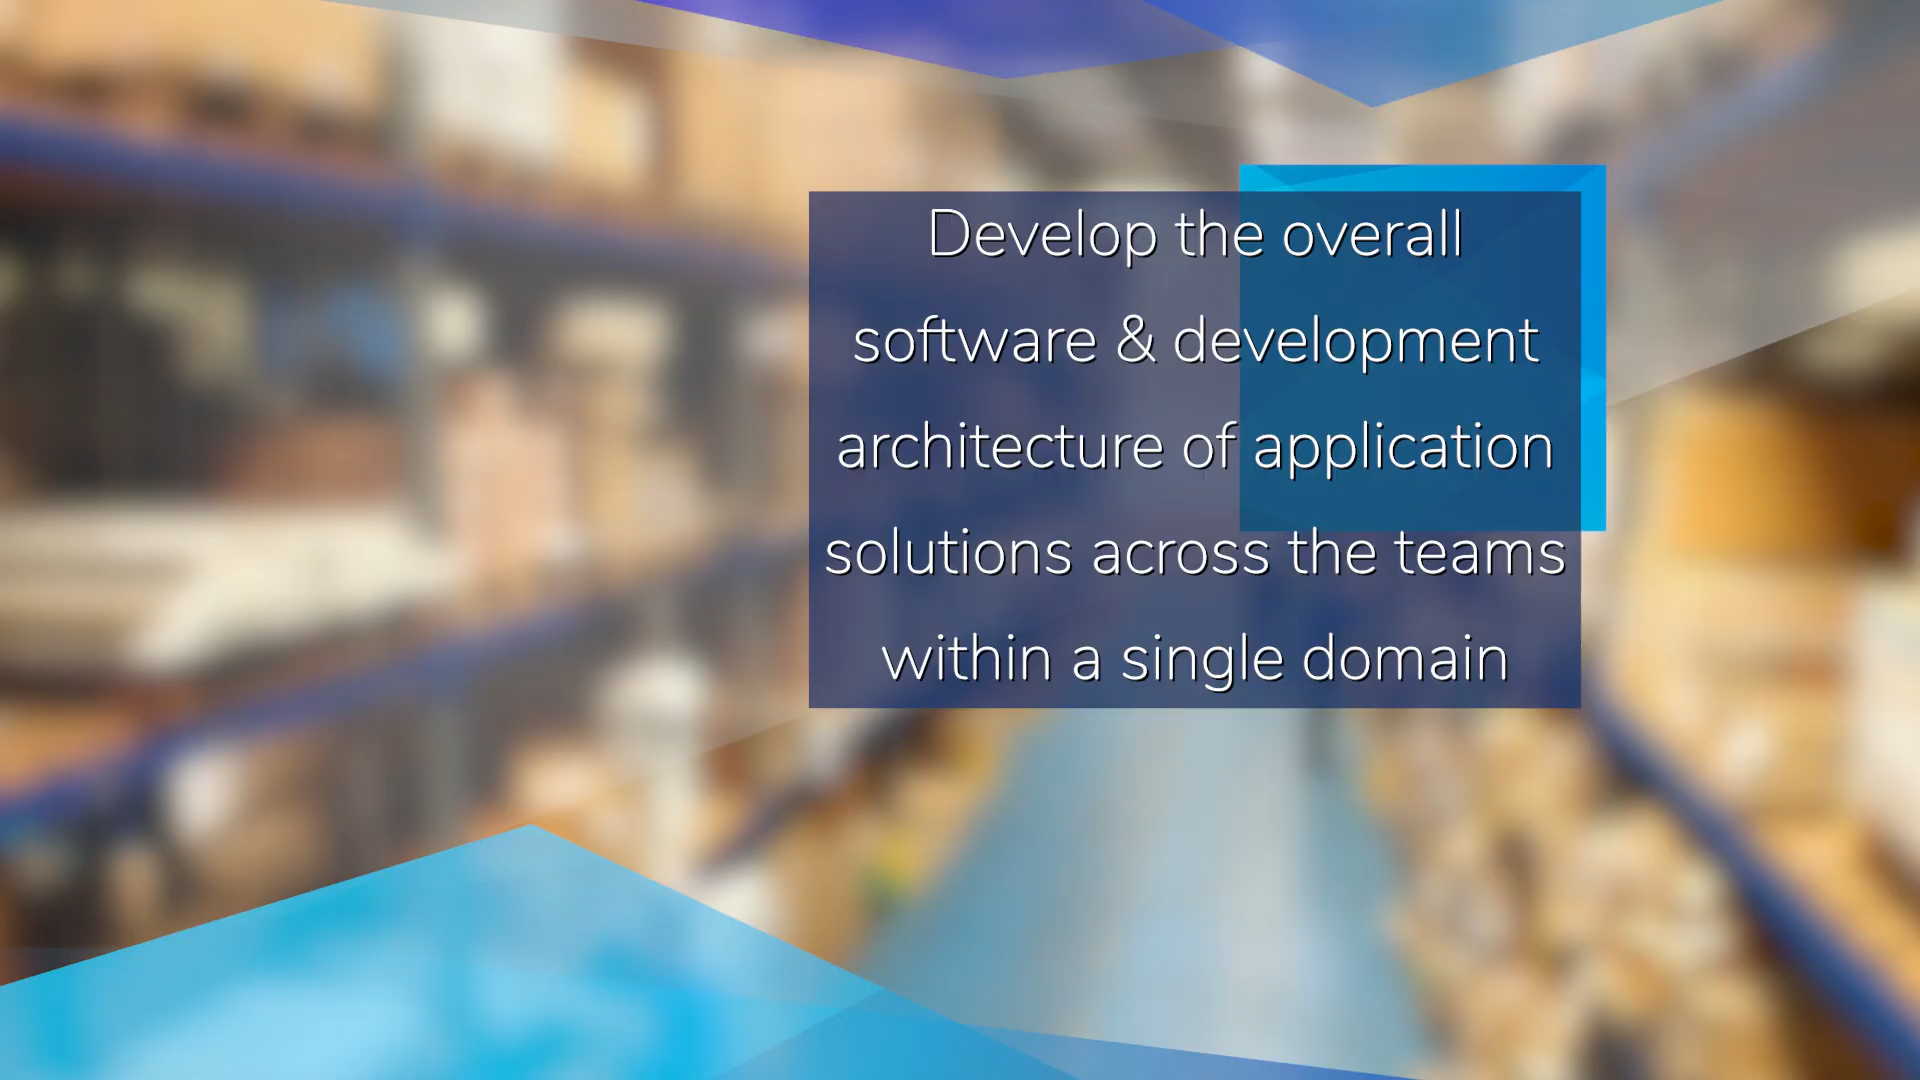 Develop the overall
software & development
architecture of application
solutions across the teams
within a single domain